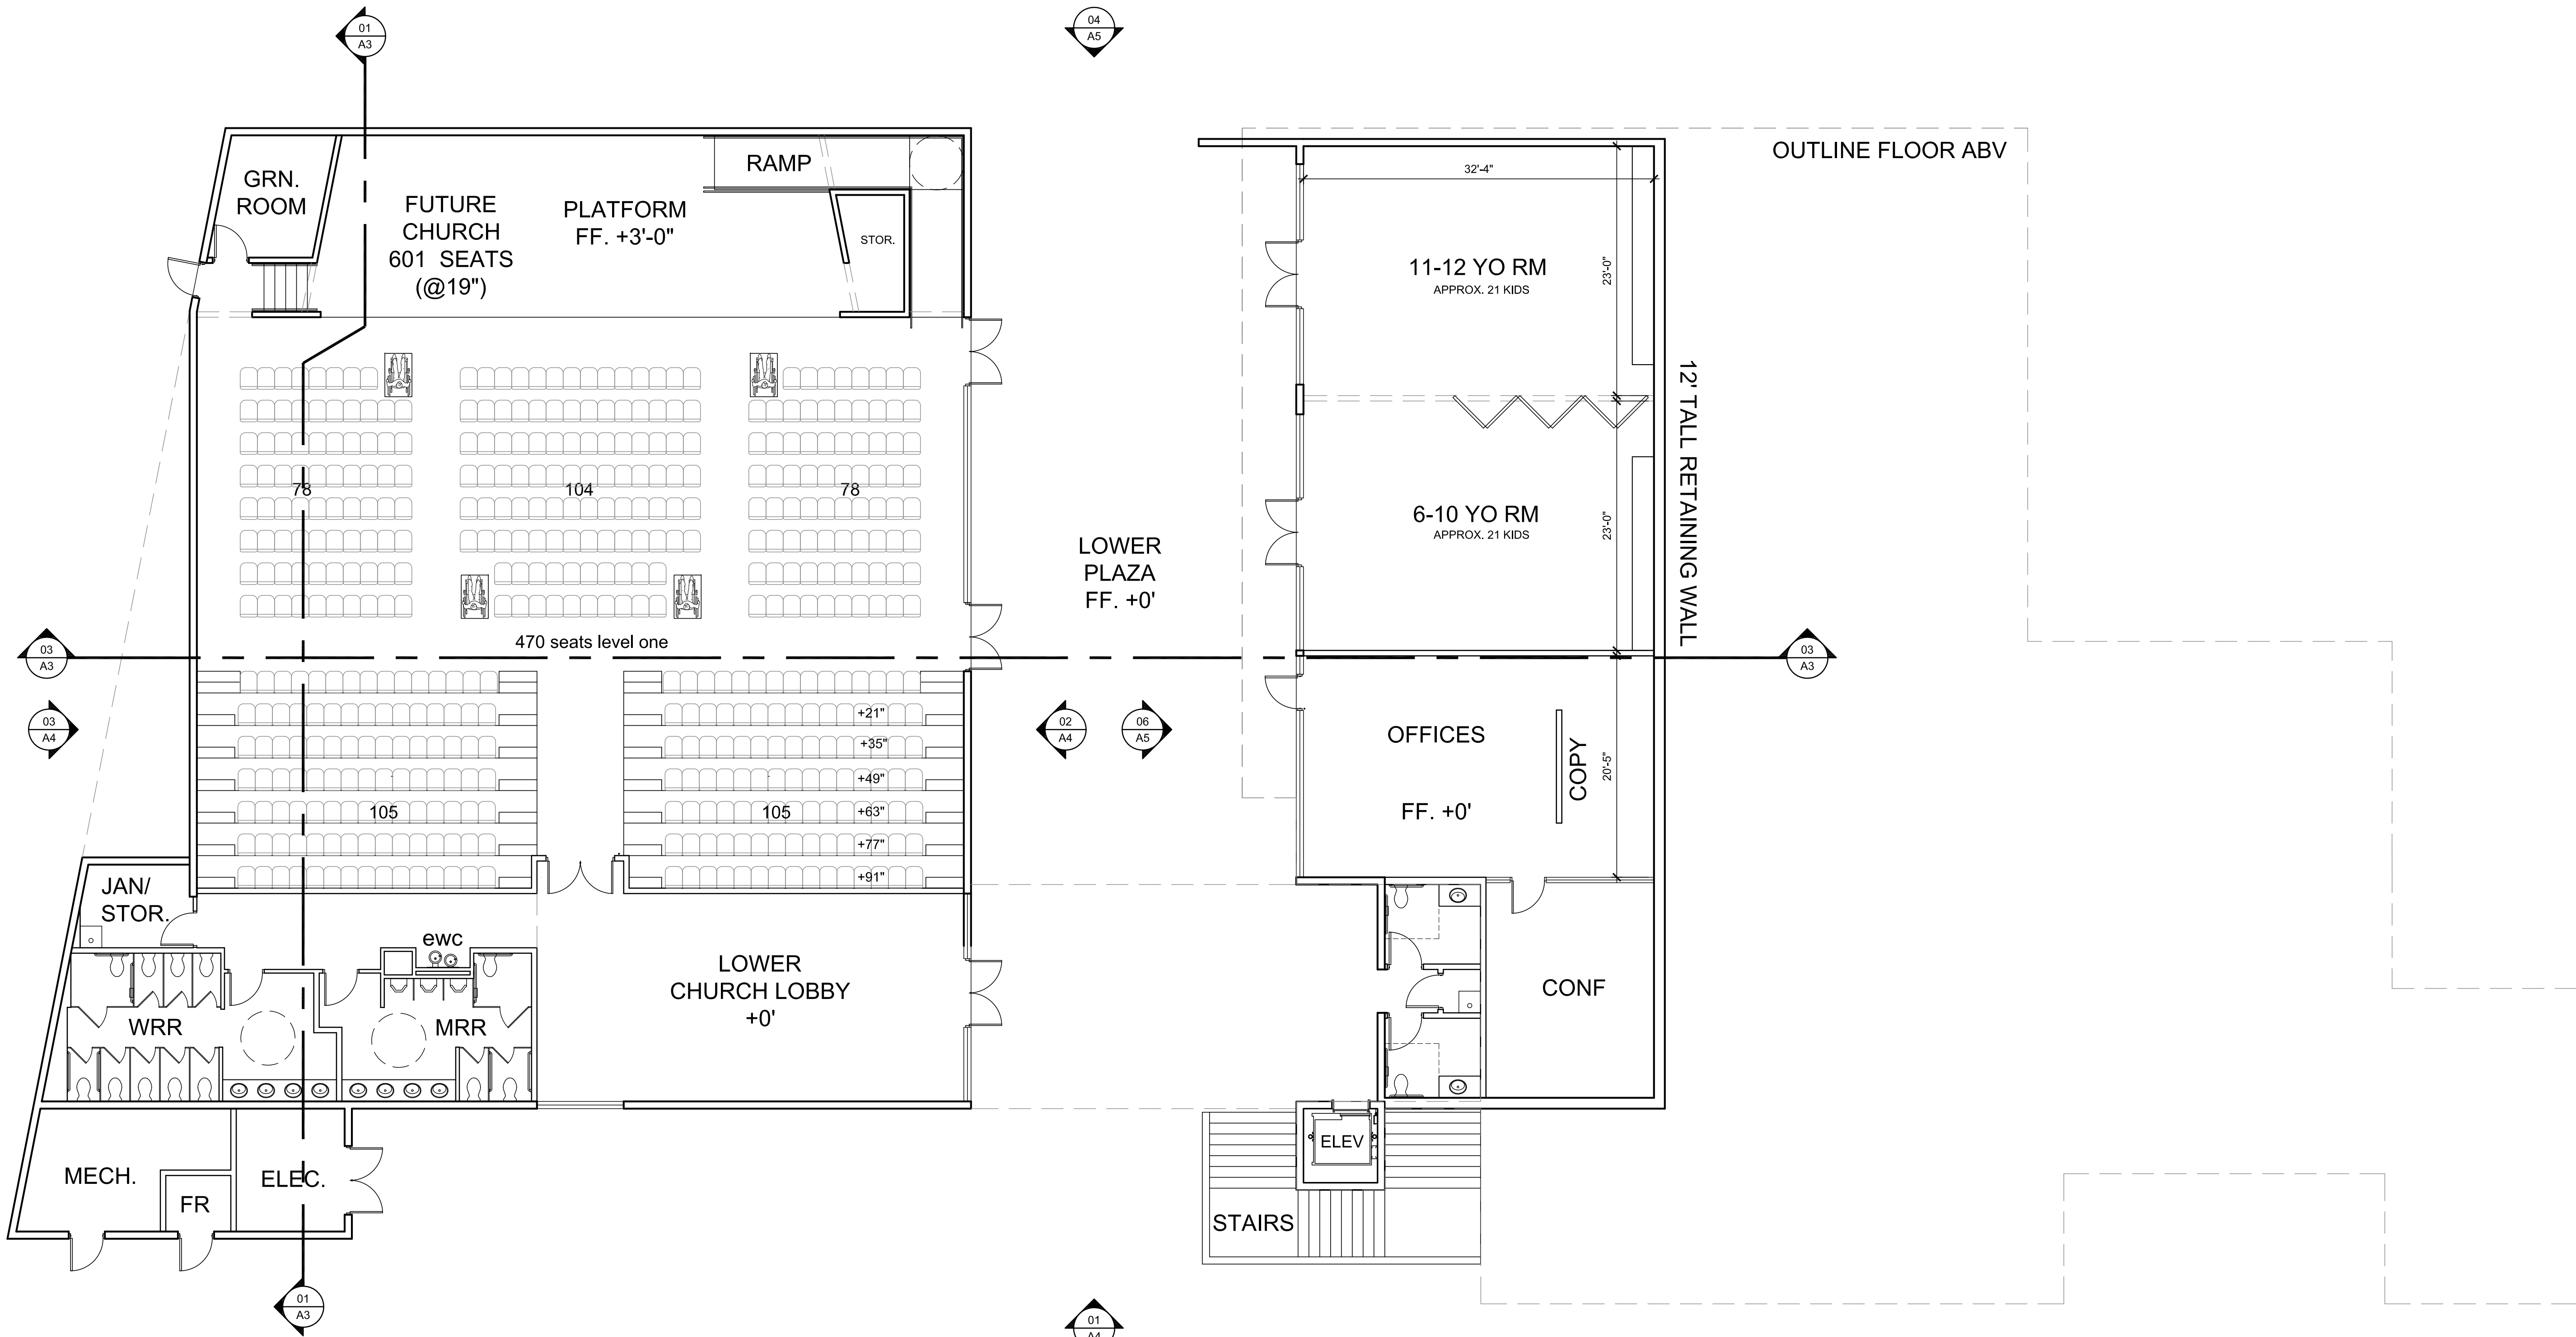 01
A3
04
A5
RAMP
OUTLINE FLOOR ABV
32'-4"
GRN.
ROOM
FUTURE
CHURCH
601 SEATS
(@19")
PLATFORM
FF. +3'-0"
STOR.
11-12 YO RM
APPROX. 21 KIDS
23'-0"
12' TALL RETAINING WALL
78
104
78
6-10 YO RM
APPROX. 21 KIDS
23'-0"
LOWER
PLAZA
FF. +0'
470 seats level one
03
A3
03
A3
03
A4
02
A4
06
A5
+21"
+35"
+49"
+63"
+77"
+91"
105
105
OFFICES
COPY
20'-5"
FF. +0'
JAN/
STOR.
ewc
LOWER
CHURCH LOBBY
+0'
CONF
WRR
MRR
ELEV
MECH.
FR
ELEC.
STAIRS
01
A3
01
A4